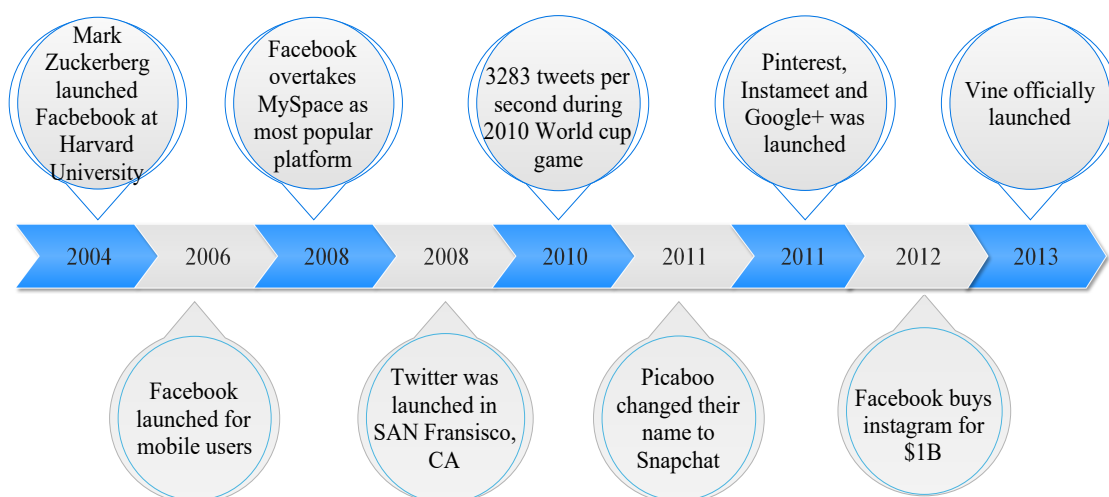 Mark
Zuckerberg
launched
Facbebook at
Harvard
University
Facebook
overtakes
MySpace as
most popular
platform
3283 tweets per
second during
2010 World cup
game
Pinterest,
Instameet and
Google+ was
launched
Vine officially
launched
2004
2006
2008
2008
2010
2011
2011
2012
2013
Facebook
launched for
mobile users
Twitter was
launched in
SAN Fransisco,
CA
Picaboo
changed their
name to
Snapchat
Facebook buys
instagram for
$1B